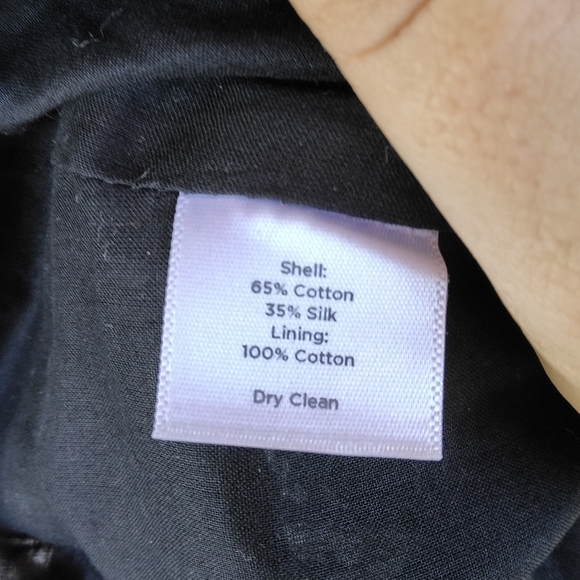 Shell:
65% Cotton
35% Silk
Lining:
100% Cotton
Dry Clean